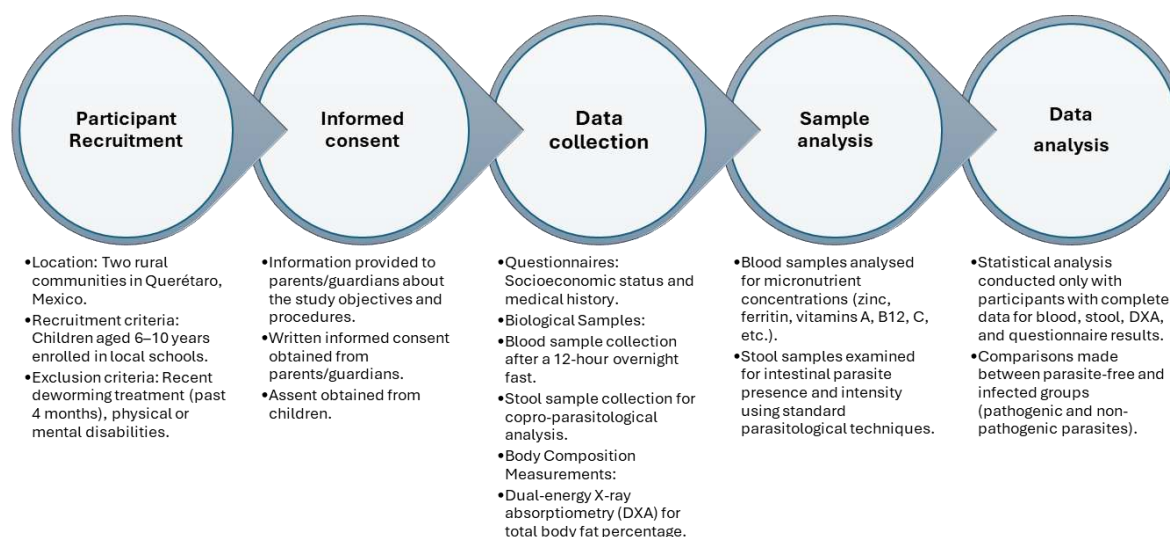 Participant
Recruitment
Informed
consent
Data
collection
Sample
analysis
Data
analysis
•Location: Two rural
communities in Querétaro,
Mexico.
•Recruitment criteria:
Children aged 6–10 years
enrolled in local schools.
•Exclusion criteria: Recent
deworming treatment (past
4 months), physical or
mental disabilities.
•Information provided to
parents/guardians about
the study objectives and
procedures.
•Written informed consent
obtained from
parents/guardians.
•Assent obtained from
children.
•Questionnaires:
Socioeconomic status and
medical history.
•Biological Samples:
•Blood sample collection
after a 12-hour overnight
fast.
•Stool sample collection for
copro-parasitological
analysis.
•Body Composition
Measurements:
•Dual-energy X-ray
absorptiometry (DXA) for
total body fat percentage.
•Blood samples analysed
for micronutrient
concentrations (zinc,
ferritin, vitamins A, B12, C,
etc.).
•Stool samples examined
for intestinal parasite
presence and intensity
using standard
parasitological techniques.
•Statistical analysis
conducted only with
participants with complete
data for blood, stool, DXA,
and questionnaire results.
•Comparisons made
between parasite-free and
infected groups
(pathogenic and non-
pathogenic parasites).